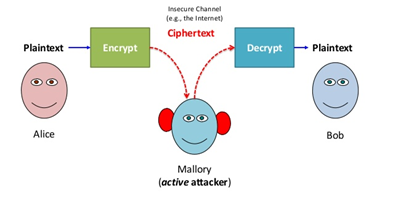 Insecure Channel
(e.g., the Internet)
Plaintext
Encrypt
Ciphertext
Decrypt
Plaintext
Alice
Mallory
(active attacker)
Bob